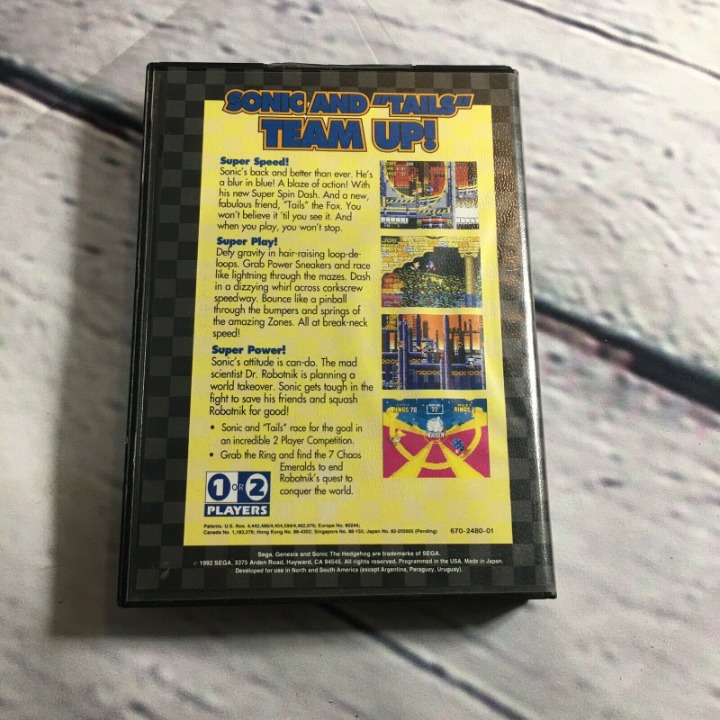 SONIC AND "TAILS"
TEAM UP!
Super Speed!
Sonic's back and better than ever. He's
a blur in blue! A blaze of action! With
his new Super Spin Dash. And a new,
fabulous friend, "Tails" the Fox. You
won't believe it 'til you see it. And
when you play, you won't stop.
Super Play!
Defy gravity in hair-raising loop-de-
loops. Grab Power Sneakers and race
like lightning through the mazes. Dash
in a dizzying whirl across corkscrew
speedway. Bounce like a pinball
through the bumpers and springs of
the amazing Zones. All at break-neck
speed!
Super Power!
Sonic's attitude is can-do. The mad
scientist Dr. Robotnik is planning a
world takeover. Sonic gets tough in the
fight to save his friends and squash
Robotnik for good!
• Sonic and "Tails" race for the goal in
an incredible 2 Player Competition.
• Grab the Ring and find the 7 Chaos
Emeralds to end
Robotnik's quest to
conquer the world.
1 OR 2
PLAYERS
RINGS 70
RINGS
Patents: U.S. Nos.
670-2480-01
Sega, Genesis and Sonic The Hedgehog are trademarks of SEGA.
© 1992 SEGA, 3375 Arden Road, Hayward, CA 94545. All rights reserved. Programmed in the USA. Made in Japan.
Developed for use in North and South America (except Argentina, Paraguay, Uruguay).